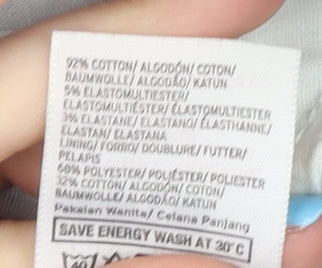 92% COTTON/ ALGODÓN/ COTON/
BAUMWOLLE/ ALGODÃO/ KATUN
5% ELASTOMULTIESTER/
ELASTOMULTIÉSTER/ ÉLASTOMULTIESTER
3% ELASTANE/ ELASTANO/ ÉLASTHANNE/
ELASTAN/ ELASTANA
LINING/ FORRO/ DOUBLURE/ FUTTER/
PELAPIS
68% POLYESTER/ POLIÉSTER/ POLIESTER
32% COTTON/ ALGODÓN/ COTON/
BAUMWOLLE/ ALGODÃO/ KATUN
Pakaian Wanita/ Celana Panjang
SAVE ENERGY WASH AT 30°C
40